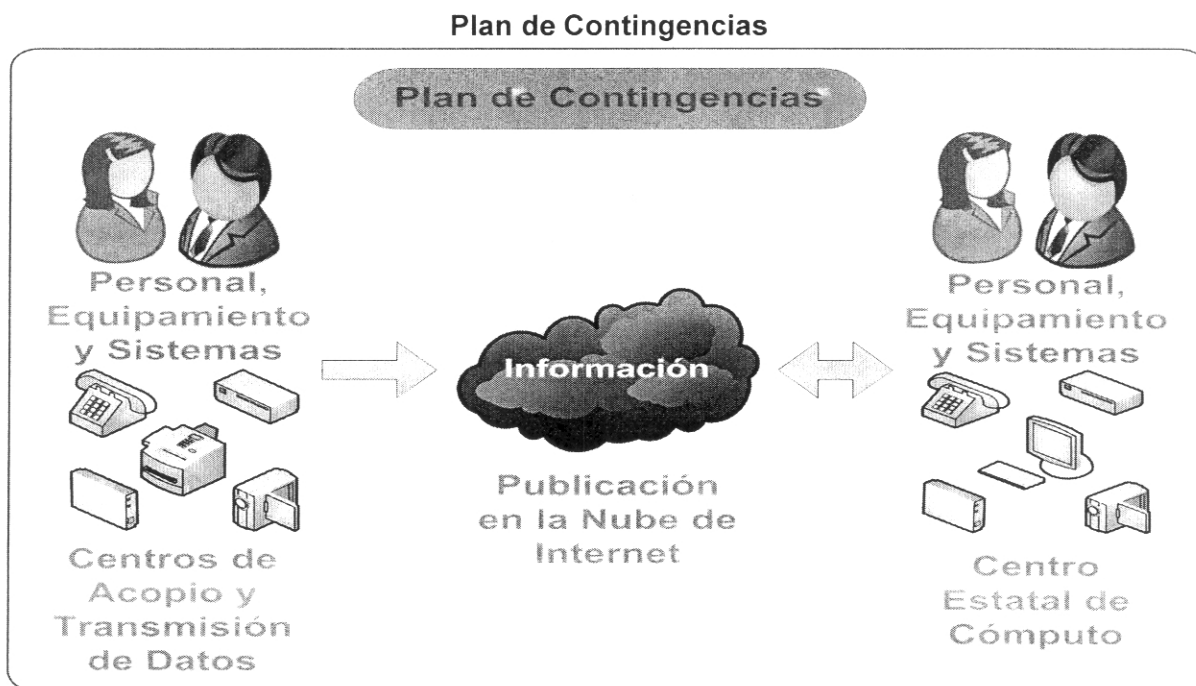 Plan de Contingencias
Plan de Contingencias
Personal,
Equipamiento
y Sistemas
Centros de
Acopio y
Transmisión
de Datos
Información
Publicación
en la Nube de
Internet
Personal,
Equipamiento
y Sistemas
Centro
Estatal de
Cómputo